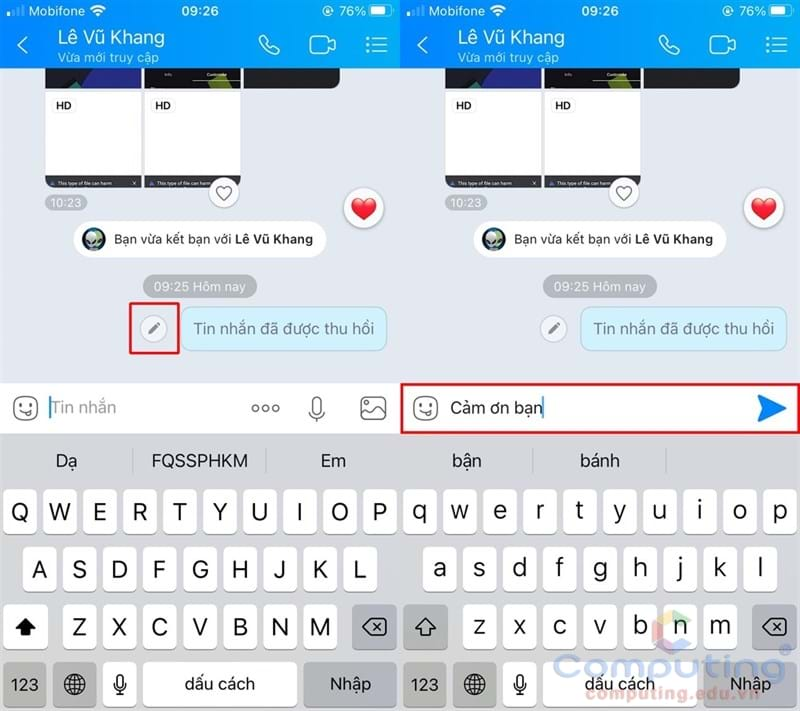 Mobifone 09:26 76%
Lê Vũ Khang
Vừa mới truy cập
Info Customize
HD HD
This type of file can harm This type of file can harm
10:23
Bạn vừa kết bạn với Lê Vũ Khang
09:25 Hôm nay
Tin nhắn đã được thu hồi
Tin nhắn
Dạ FQSSPHKM Em
Q W E R T Y U I O P
A S D F G H J K L
Z X C V B N M
123 dấu cách Nhập
Mobifone 09:26 76%
Lê Vũ Khang
Vừa mới truy cập
Info Customize
HD HD
This type of file can harm This type of file can harm
10:23
Bạn vừa kết bạn với Lê Vũ Khang
09:25 Hôm nay
Tin nhắn đã được thu hồi
Cảm ơn bạn
bận bánh
q w e r t y u i o p
a s d f g h j k l
z x c v b n m
123 dấu cách Nhập
Computing
computing.edu.vn